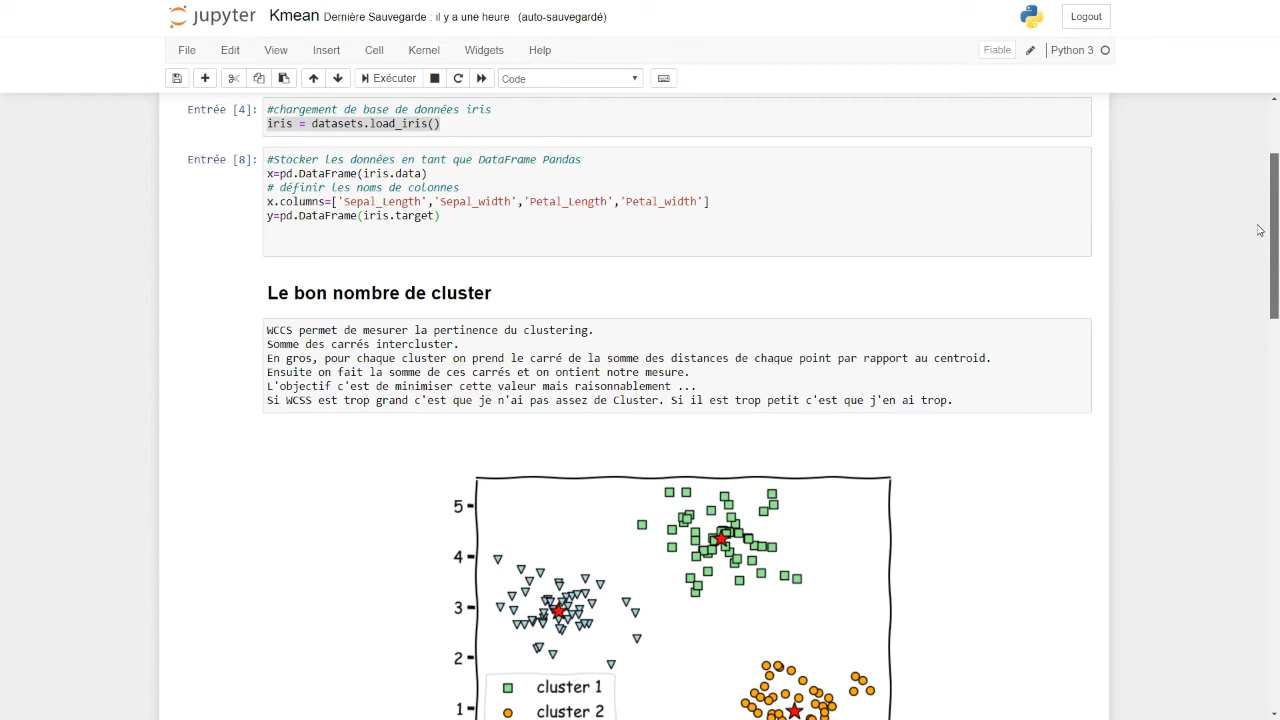 jupyter Kmean Dernière Sauvegarde : il y a une heure (auto-sauvegardé)
Logout
File Edit View Insert Cell Kernel Widgets Help
Fiable
Python 3
Exécuter
Code
Entrée [4]: #chargement de base de données iris
iris = datasets.load_iris()
Entrée [8]: #Stocker les données en tant que DataFrame Pandas
x=pd.DataFrame(iris.data)
# définir les noms de colonnes
x.columns=['Sepal_Length','Sepal_width','Petal_Length','Petal_width']
y=pd.DataFrame(iris.target)
Le bon nombre de cluster
WCCS permet de mesurer la pertinence du clustering.
Somme des carrés intercluster.
En gros, pour chaque cluster on prend le carré de la somme des distances de chaque point par rapport au centroid.
Ensuite on fait la somme de ces carrés et on ontient notre mesure.
L'objectif c'est de minimiser cette valeur mais raisonnablement ...
Si WCSS est trop grand c'est que je n'ai pas assez de Cluster. Si il est trop petit c'est que j'en ai trop.
5
4
3
2
1
cluster 1
cluster 2